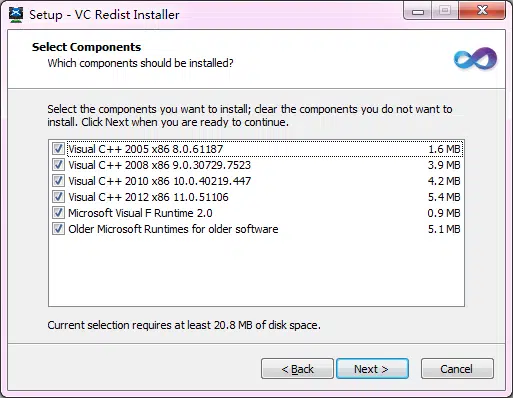 Setup - VC Redist Installer
Select Components
Which components should be installed?
Select the components you want to install; clear the components you do not want to
install. Click Next when you are ready to continue.
Visual C++ 2005 x86 8.0.61187 1.6 MB
Visual C++ 2008 x86 9.0.30729.7523 3.9 MB
Visual C++ 2010 x86 10.0.40219.447 4.2 MB
Visual C++ 2012 x86 11.0.51106 5.4 MB
Microsoft Visual F Runtime 2.0 0.9 MB
Older Microsoft Runtimes for older software 5.1 MB
Current selection requires at least 20.8 MB of disk space.
< Back Next > Cancel